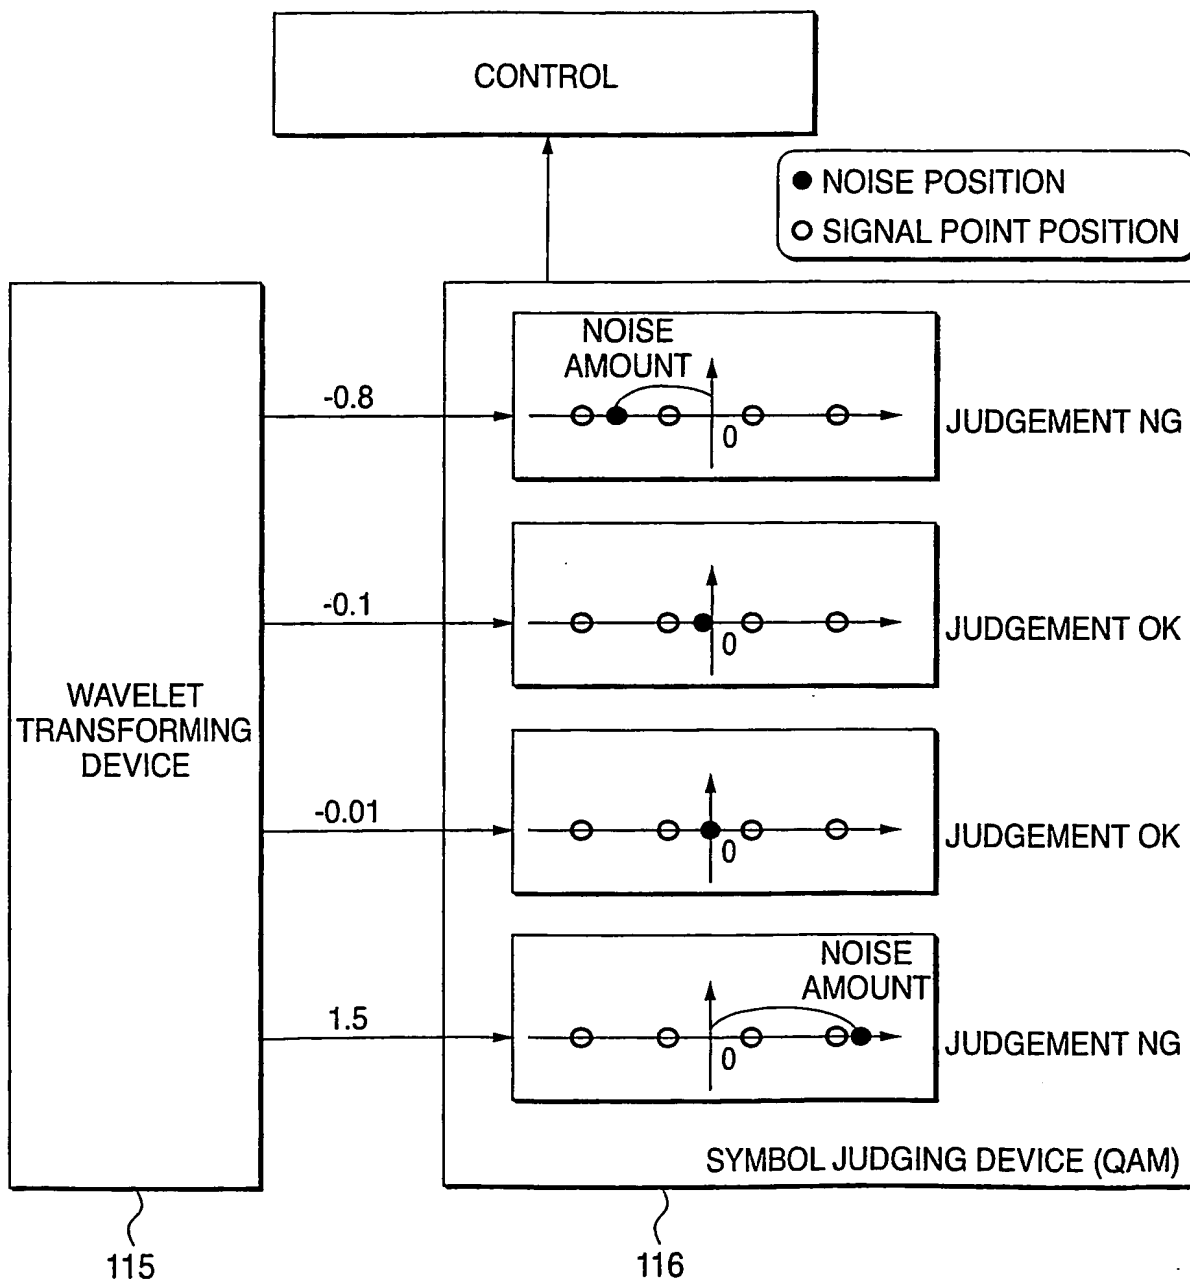 CONTROL
● NOISE POSITION
○ SIGNAL POINT POSITION
WAVELET
TRANSFORMING
DEVICE
-0.8
NOISE
AMOUNT
0
JUDGEMENT NG
-0.1
0
JUDGEMENT OK
-0.01
0
JUDGEMENT OK
1.5
NOISE
AMOUNT
0
JUDGEMENT NG
SYMBOL JUDGING DEVICE (QAM)
115
116